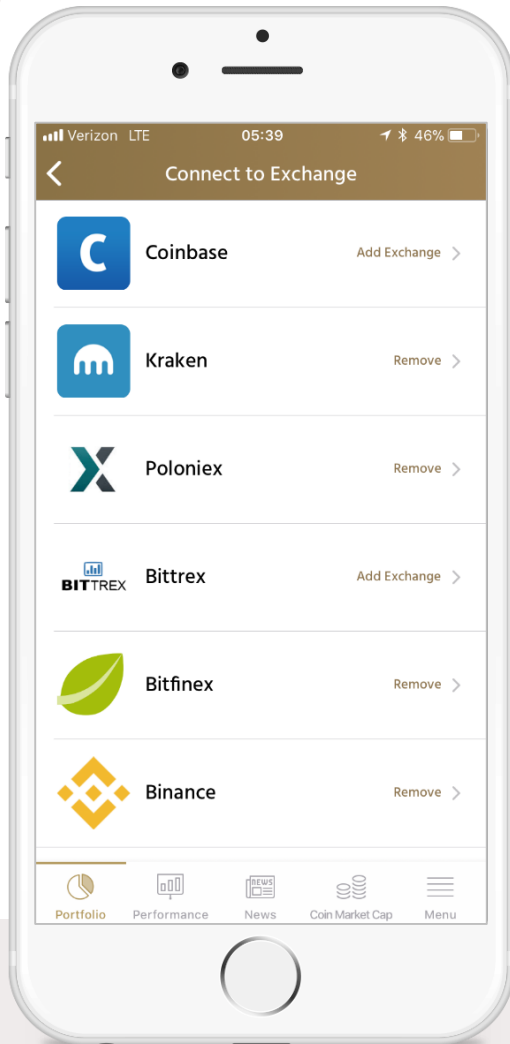 Verizon LTE 05:39 46%
Connect to Exchange
C Coinbase Add Exchange
Kraken Remove
Poloniex Remove
BITTREX Bittrex Add Exchange
Bitfinex Remove
Binance Remove
NEWS
Portfolio Performance News Coin Market Cap Menu